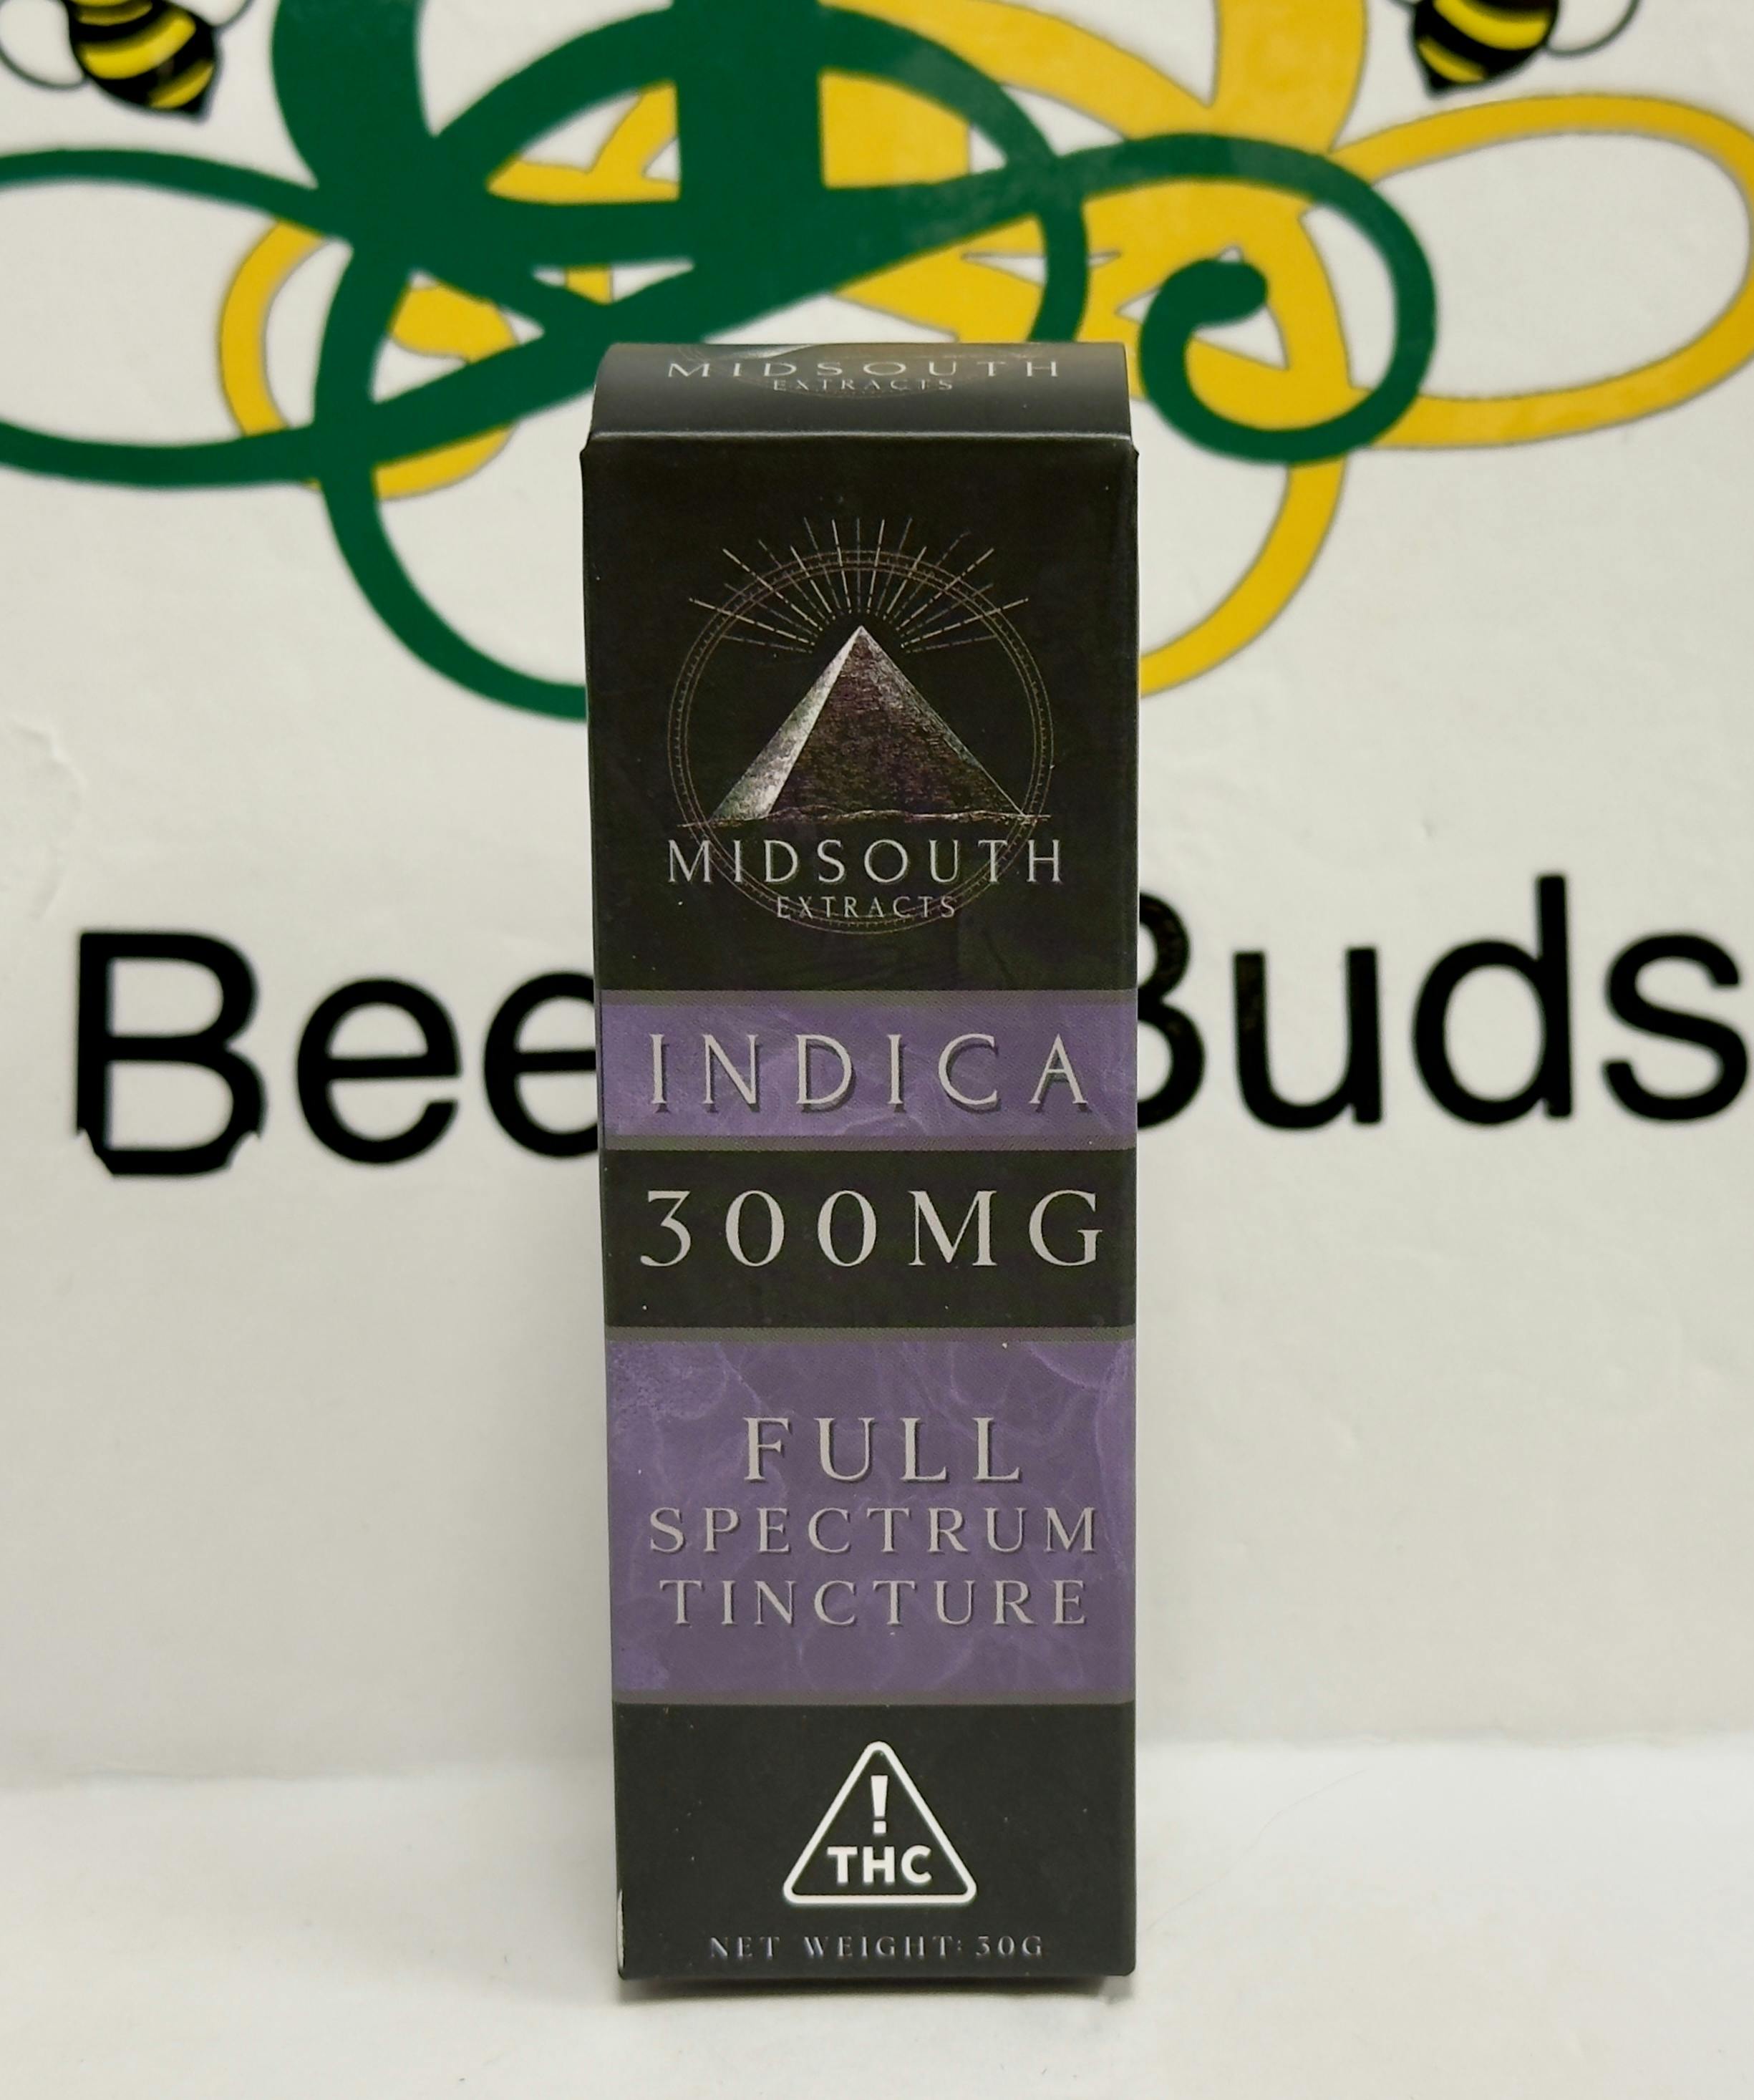 MIDSOUTH
EXTRACTS
MIDSOUTH
EXTRACTS
Bee Buds
INDICA
300MG
FULL
SPECTRUM
TINCTURE
!
THC
NET WEIGHT: 30G